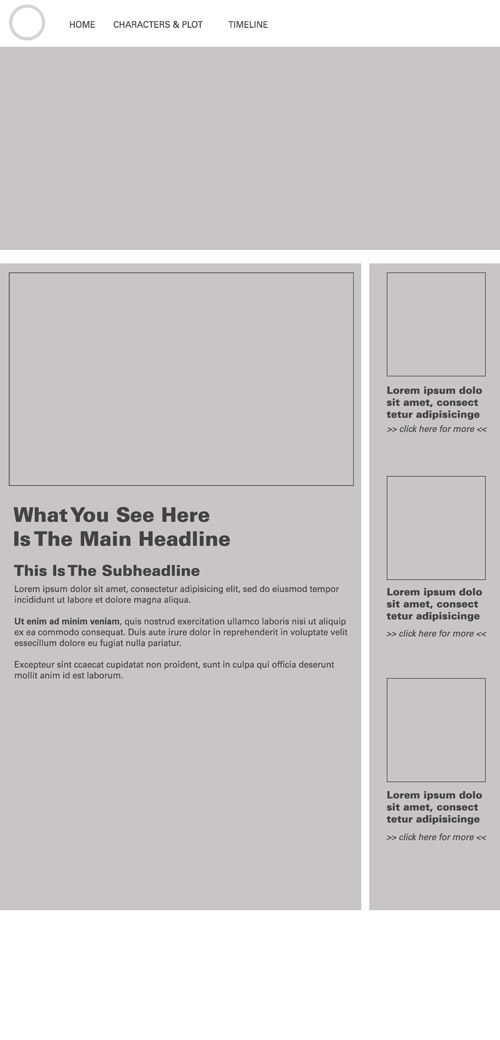 HOME CHARACTERS & PLOT TIMELINE
What You See Here
Is The Main Headline
This Is The Subheadline
Lorem ipsum dolor sit amet, consectetur adipisicing elit, sed do eiusmod tempor
incididunt ut labore et dolore magna aliqua.
Ut enim ad minim veniam, quis nostrud exercitation ullamco laboris nisi ut aliquip
ex ea commodo consequat. Duis aute irure dolor in reprehenderit in voluptate velit
essecillum dolore eu fugiat nulla pariatur.
Excepteur sint ccaecat cupidatat non proident, sunt in culpa qui officia deserunt
mollit anim id est laborum.
Lorem ipsum dolo
sit amet, consect
tetur adipisicinge
>> click here for more <<
Lorem ipsum dolo
sit amet, consect
tetur adipisicinge
>> click here for more <<
Lorem ipsum dolo
sit amet, consect
tetur adipisicinge
>> click here for more <<